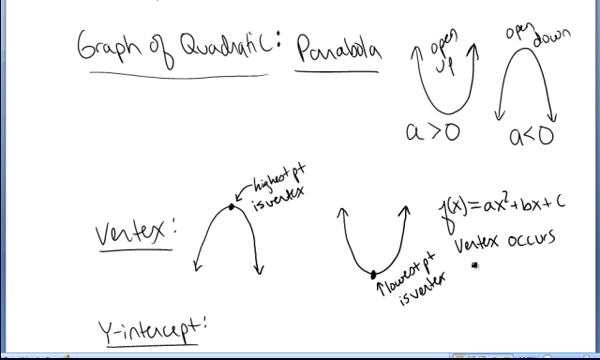 Graph of Quadratic: Parabola
open up
open down
a>0
a<0
Vertex:
highest pt
is vertex
lowest pt
is vertex
f(x)=ax²+bx+c
Vertex occurs
Y-intercept: